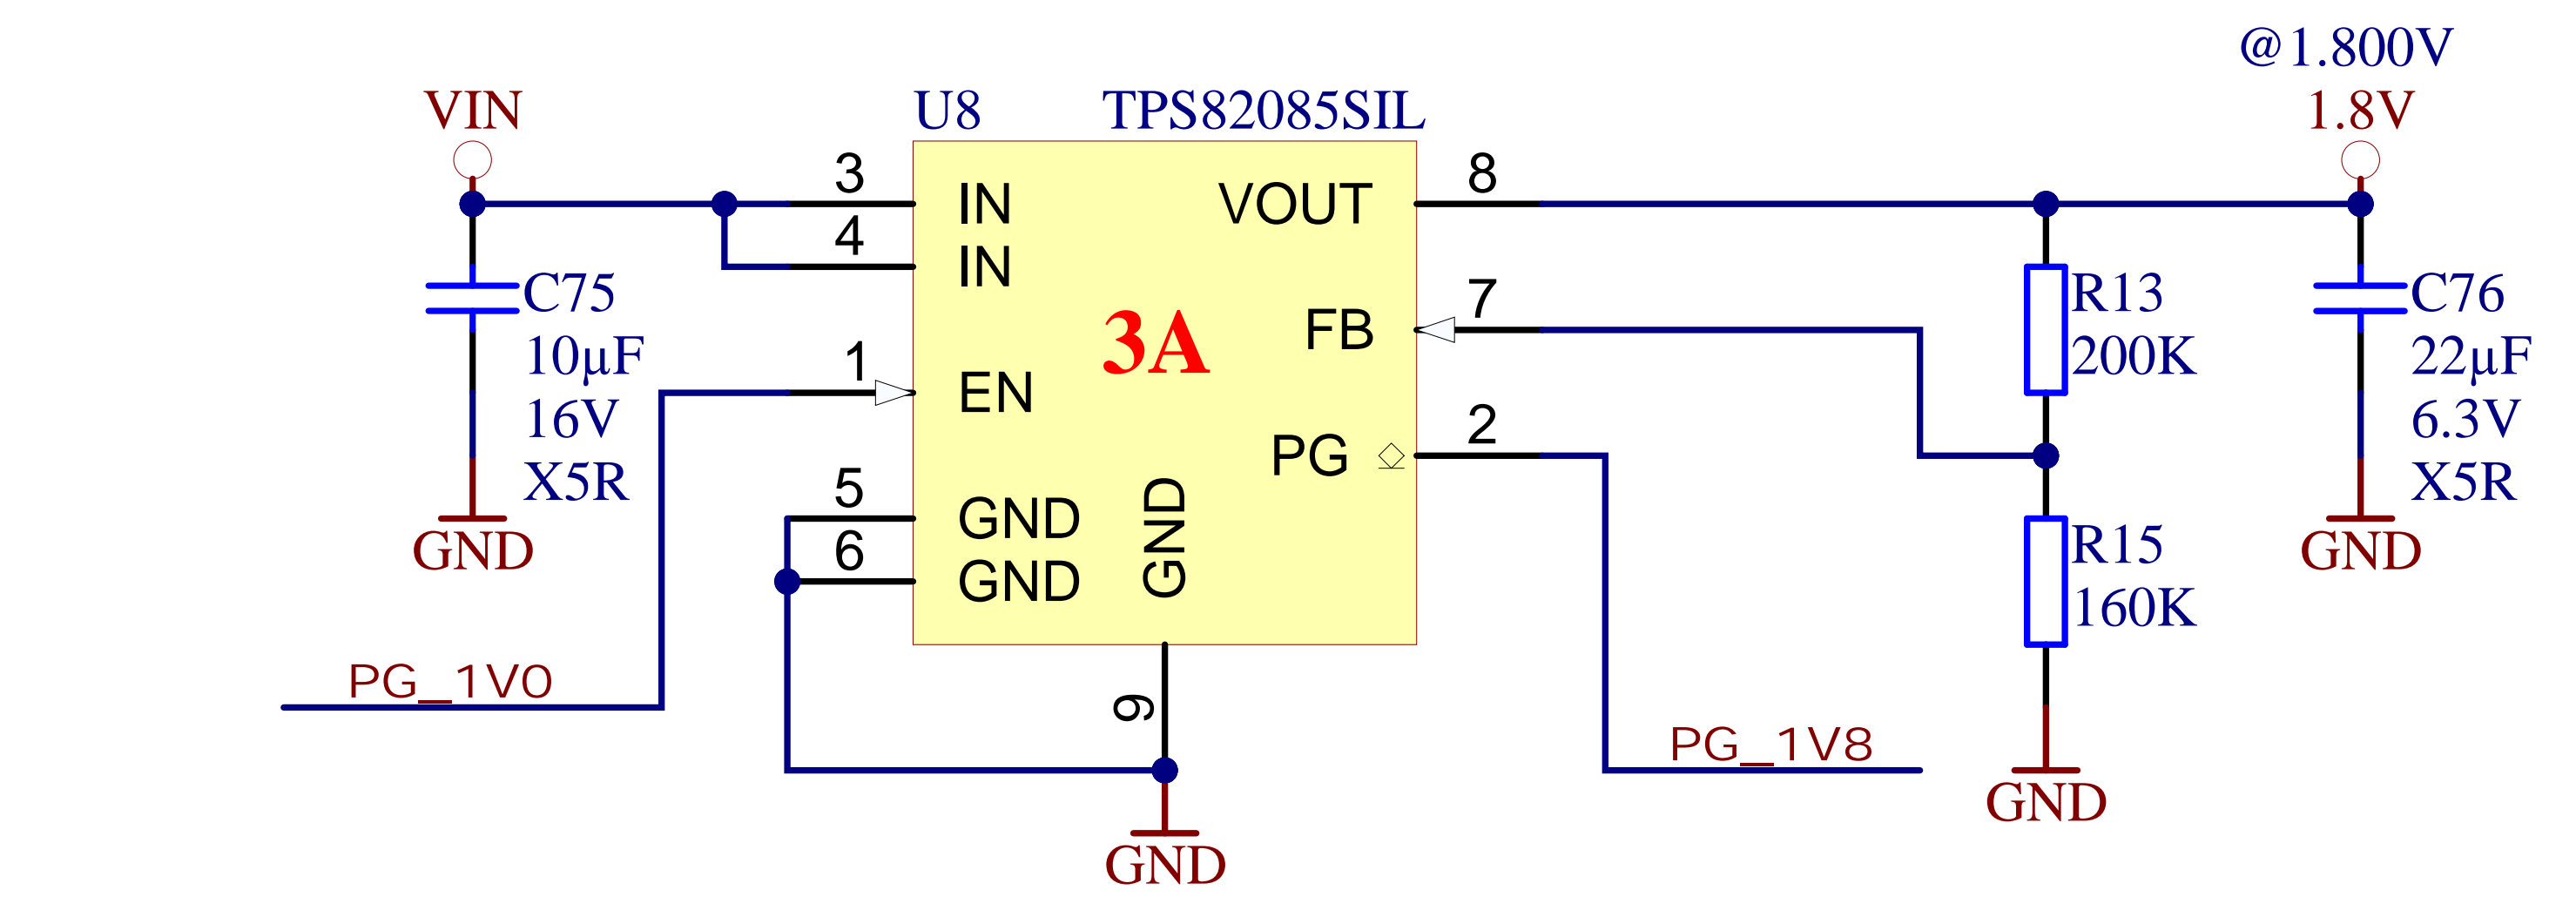 @1.800V
VIN
U8
TPS82085SIL
1.8V
3
IN
VOUT
8
4
IN
C75
10µF
16V
X5R
3A
FB
7
R13
200K
C76
22µF
6.3V
X5R
1
EN
PG
2
5
GND
6
GND
GND
GND
GND
R15
160K
9
PG_1V0
PG_1V8
GND
GND